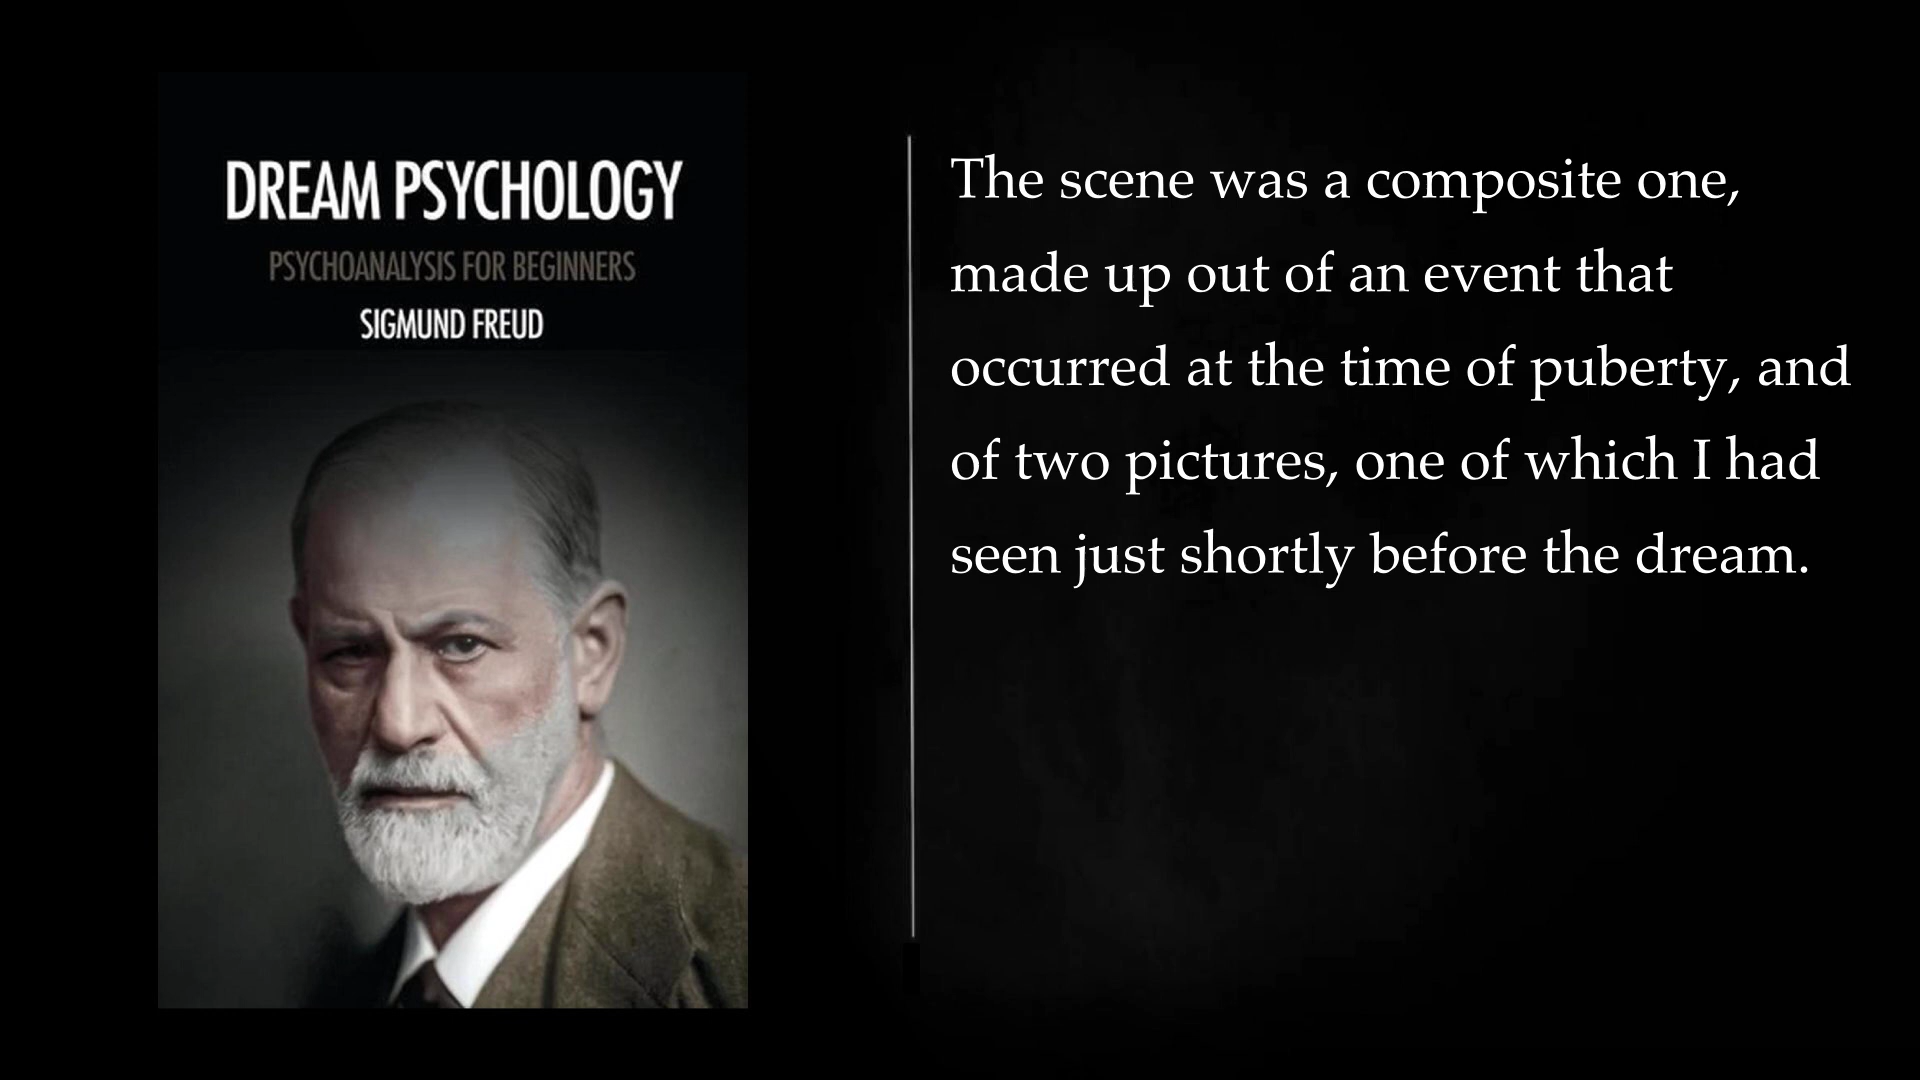 DREAM PSYCHOLOGY
PSYCHOANALYSIS FOR BEGINNERS
SIGMUND FREUD
The scene was a composite one,
made up out of an event that
occurred at the time of puberty, and
of two pictures, one of which I had
seen just shortly before the dream.